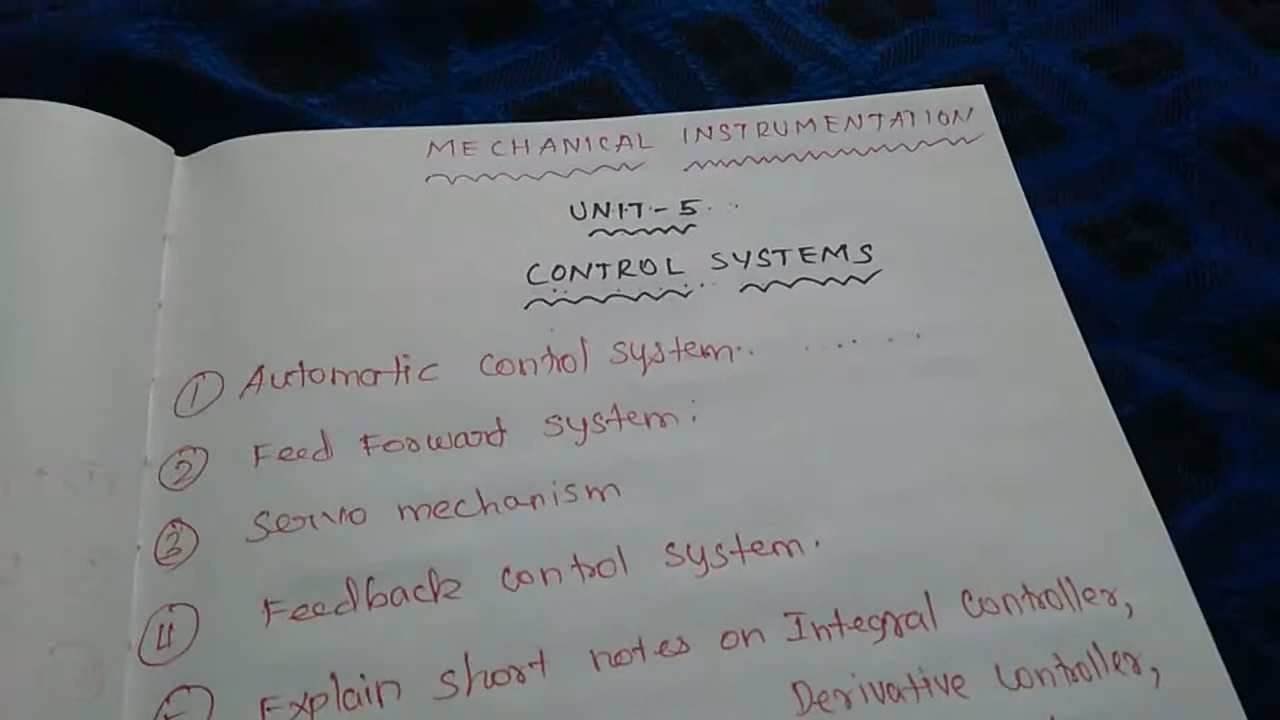 MECHANICAL INSTRUMENTATION
UNIT-5
CONTROL SYSTEMS
① Automatic control system.
② Feed Forward system:
③ Servo mechanism
④ Feedback control system.
Explain short notes on Integral Controller,
Derivative Controller,